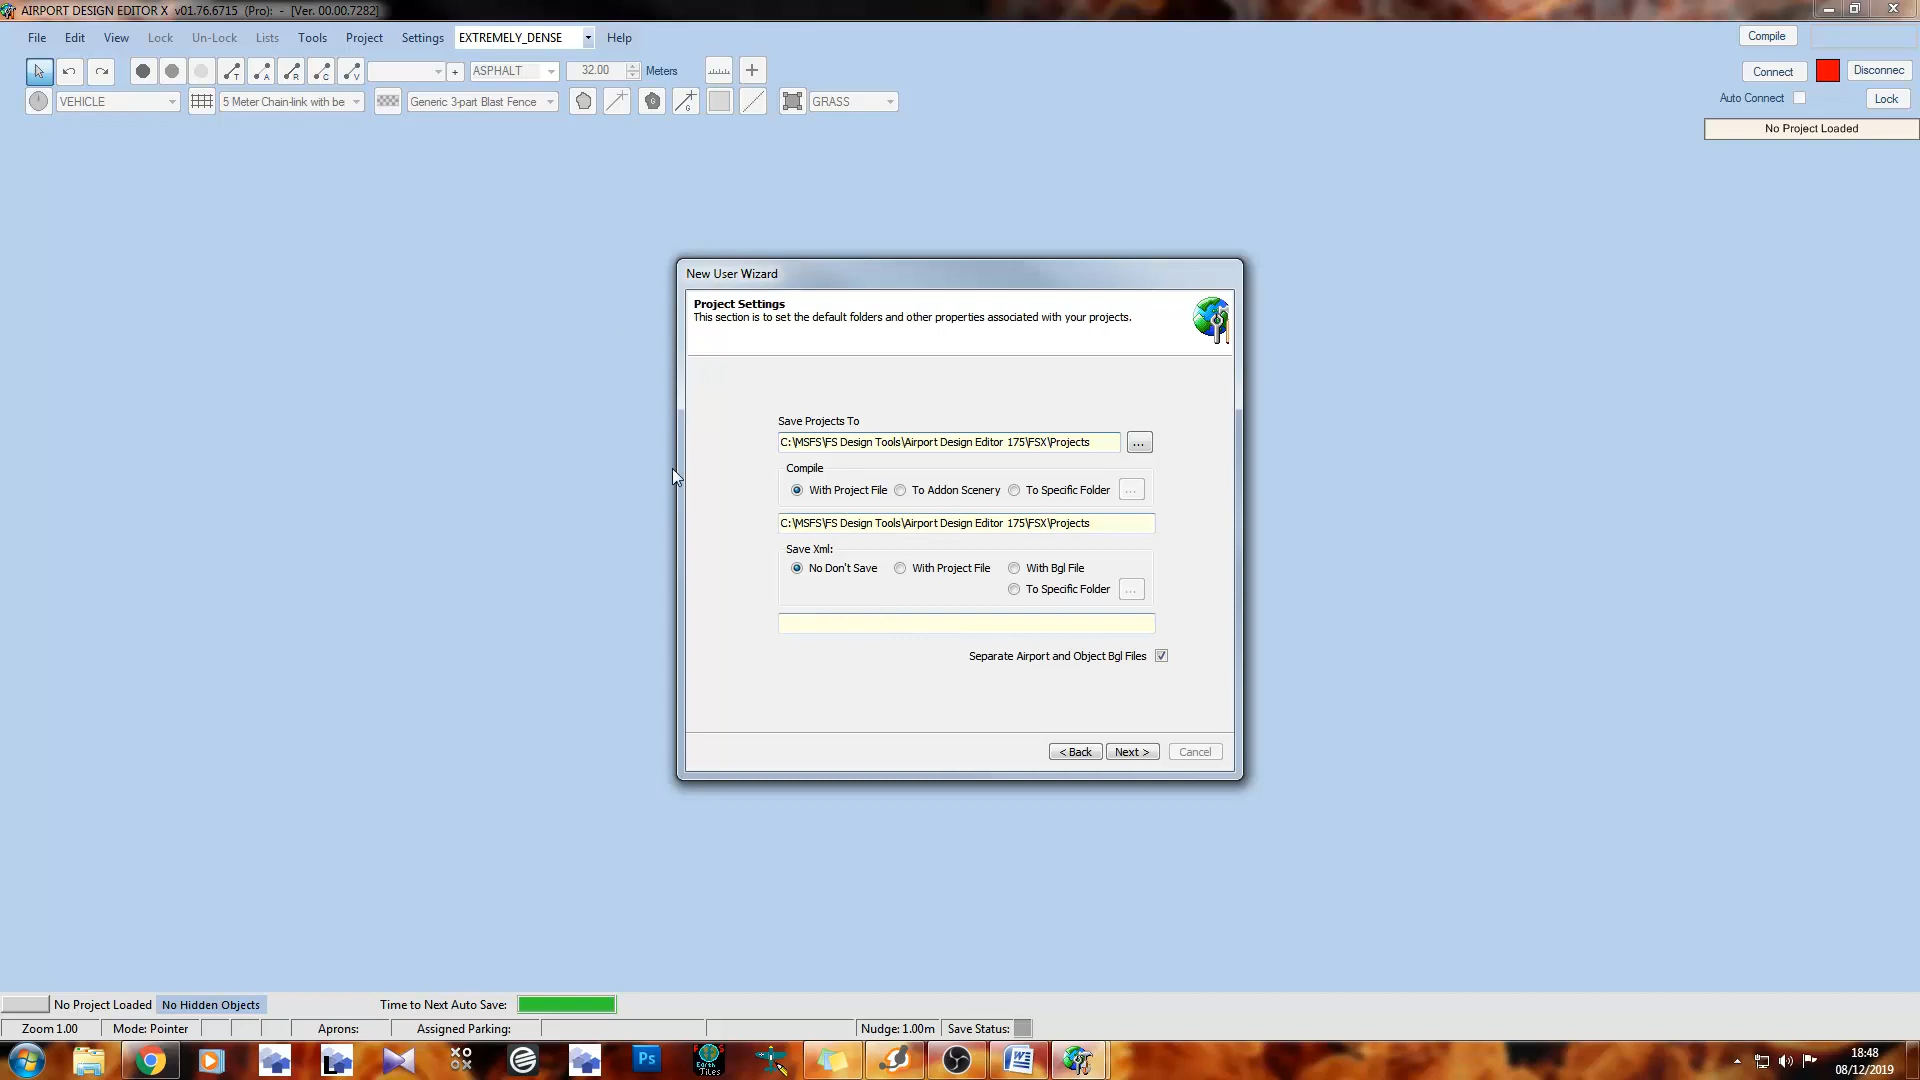 AIRPORT DESIGN EDITOR X v01.76.6715 (Pro): - [Ver. 00.00.7282]
File Edit View Lock Un-Lock Lists Tools Project Settings EXTREMELY_DENSE Help
Compile
T A R C V + ASPHALT 32.00 Meters
Connect Disconnec
VEHICLE 5 Meter Chain-link with be Generic 3-part Blast Fence G G GRASS
Auto Connect Lock
No Project Loaded
New User Wizard
Project Settings
This section is to set the default folders and other properties associated with your projects.
Save Projects To
C:\MSFS\FS Design Tools\Airport Design Editor 175\FSX\Projects ...
Compile
With Project File To Addon Scenery To Specific Folder ...
C:\MSFS\FS Design Tools\Airport Design Editor 175\FSX\Projects
Save Xml:
No Don't Save With Project File With Bgl File
To Specific Folder ...
Separate Airport and Object Bgl Files
< Back Next > Cancel
No Project Loaded No Hidden Objects Time to Next Auto Save:
Zoom 1.00 Mode: Pointer Aprons: Assigned Parking: Nudge: 1.00m Save Status:
L Ps Earth Tiles W
18:48
08/12/2019